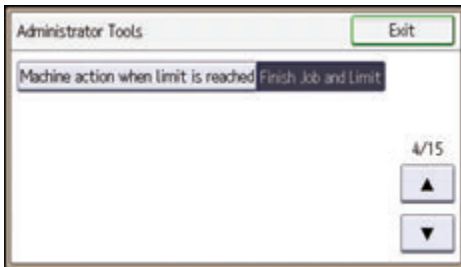 Administrator Tools
Exit
Machine action when limit is reached Finish Job and Limit
4/15
▲
▼